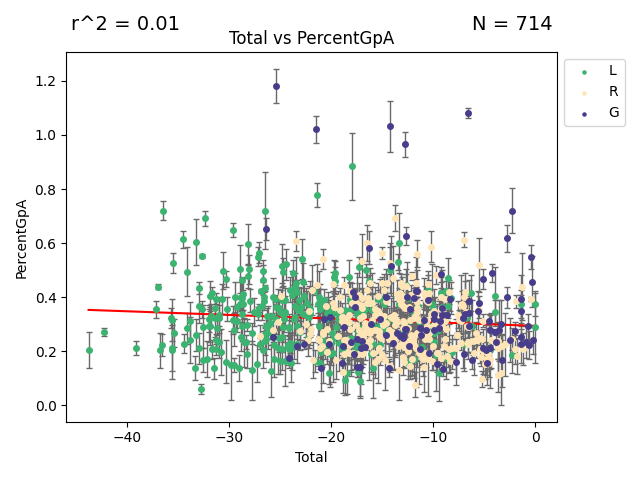 r^2 = 0.01
N = 714
Total vs PercentGpA
L
R
G
1.2
1.0
0.8
0.6
0.4
0.2
0.0
PercentGpA
−40
−30
−20
−10
0
Total